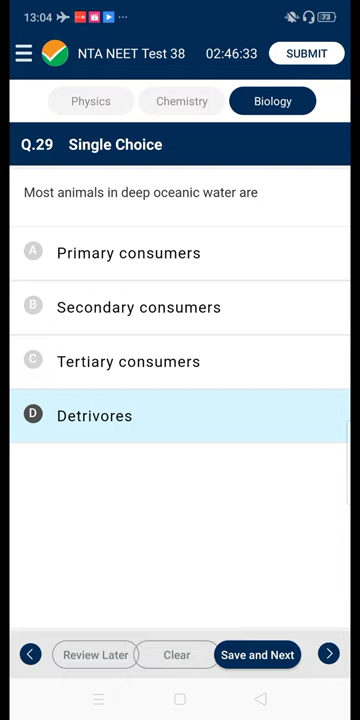 13:04
73
NTA NEET Test 38
02:46:33
SUBMIT
Physics
Chemistry
Biology
Q.29 Single Choice
Most animals in deep oceanic water are
A Primary consumers
B Secondary consumers
C Tertiary consumers
D Detrivores
Review Later
Clear
Save and Next